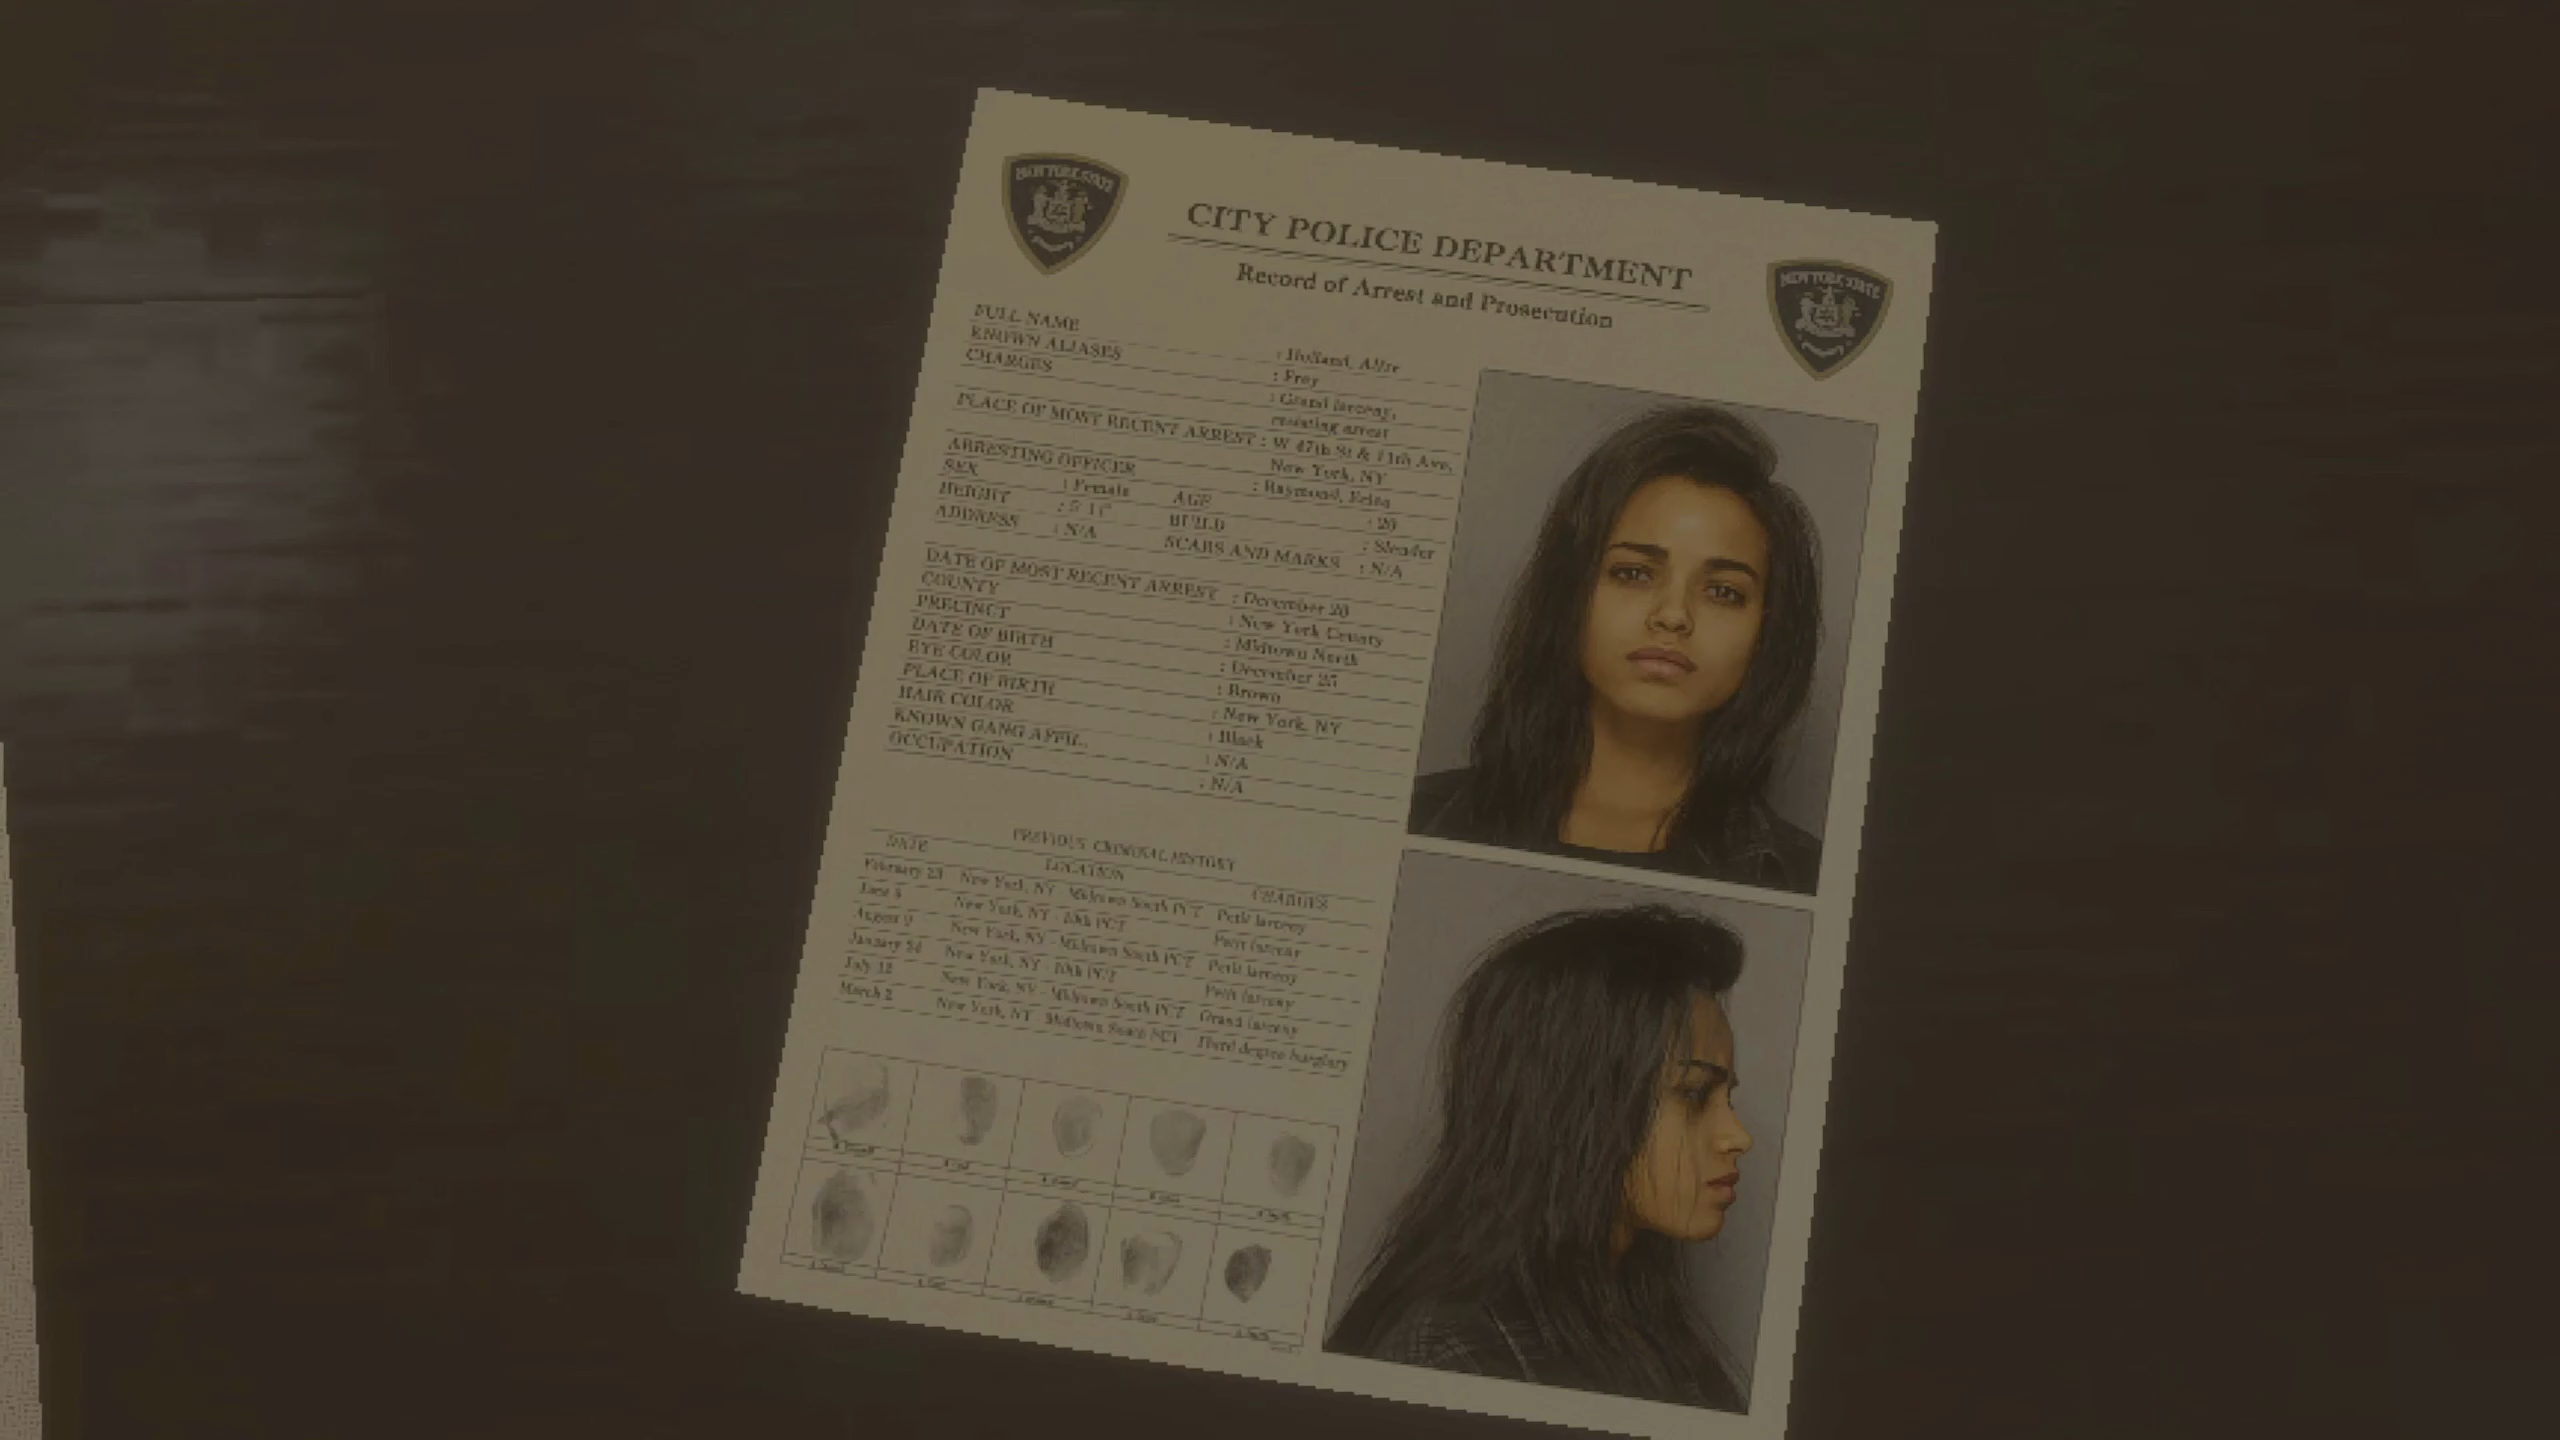 NEW YORK STATE
CITY POLICE DEPARTMENT
NEW YORK STATE
Record of Arrest and Prosecution
FULL NAME : Holland,
KNOWN ALIASES : Frey
CHARGES : Grand larceny,
resisting arrest
PLACE OF MOST RECENT ARREST : W 47th St & 11th Ave,
New York, NY
ARRESTING OFFICER : Raymond, Erica
SEX : Female AGE : 20
HEIGHT : 5' 11" BUILD : Slender
ADDRESS : N/A SCARS AND MARKS : N/A
DATE OF MOST RECENT ARREST : December 20
COUNTY : New York County
PRECINCT : Midtown North
DATE OF BIRTH : December 25
EYE COLOR : Brown
PLACE OF BIRTH : New York, NY
HAIR COLOR : Black
KNOWN GANG AFFIL. : N/A
OCCUPATION : N/A
PREVIOUS CRIMINAL HISTORY
DATE LOCATION CHARGES
February 23 New York, NY - Midtown South PCT Petit larceny
June New York, NY - 10th PCT Petit larceny
August 9 New York, NY - Midtown South PCT Petit larceny
January 24 New York, NY - 10th PCT Petit larceny
July 12 New York, NY - Midtown South PCT Grand larceny
March 2 New York, NY - Midtown South PCT Third degree burglary